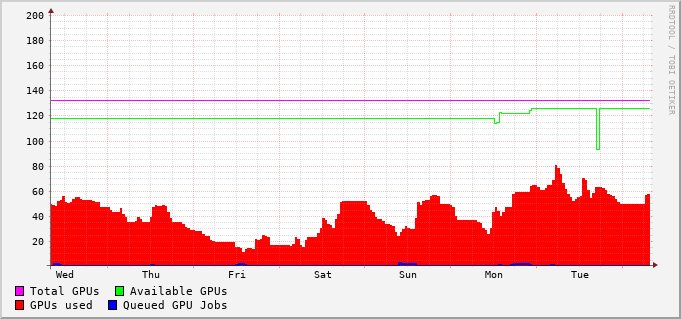 200
180
160
140
120
100
80
60
40
20
Wed Thu Fri Sat Sun Mon Tue
Total GPUs Available GPUs
GPUs used Queued GPU Jobs
RRDTOOL / TOBI OETIKER